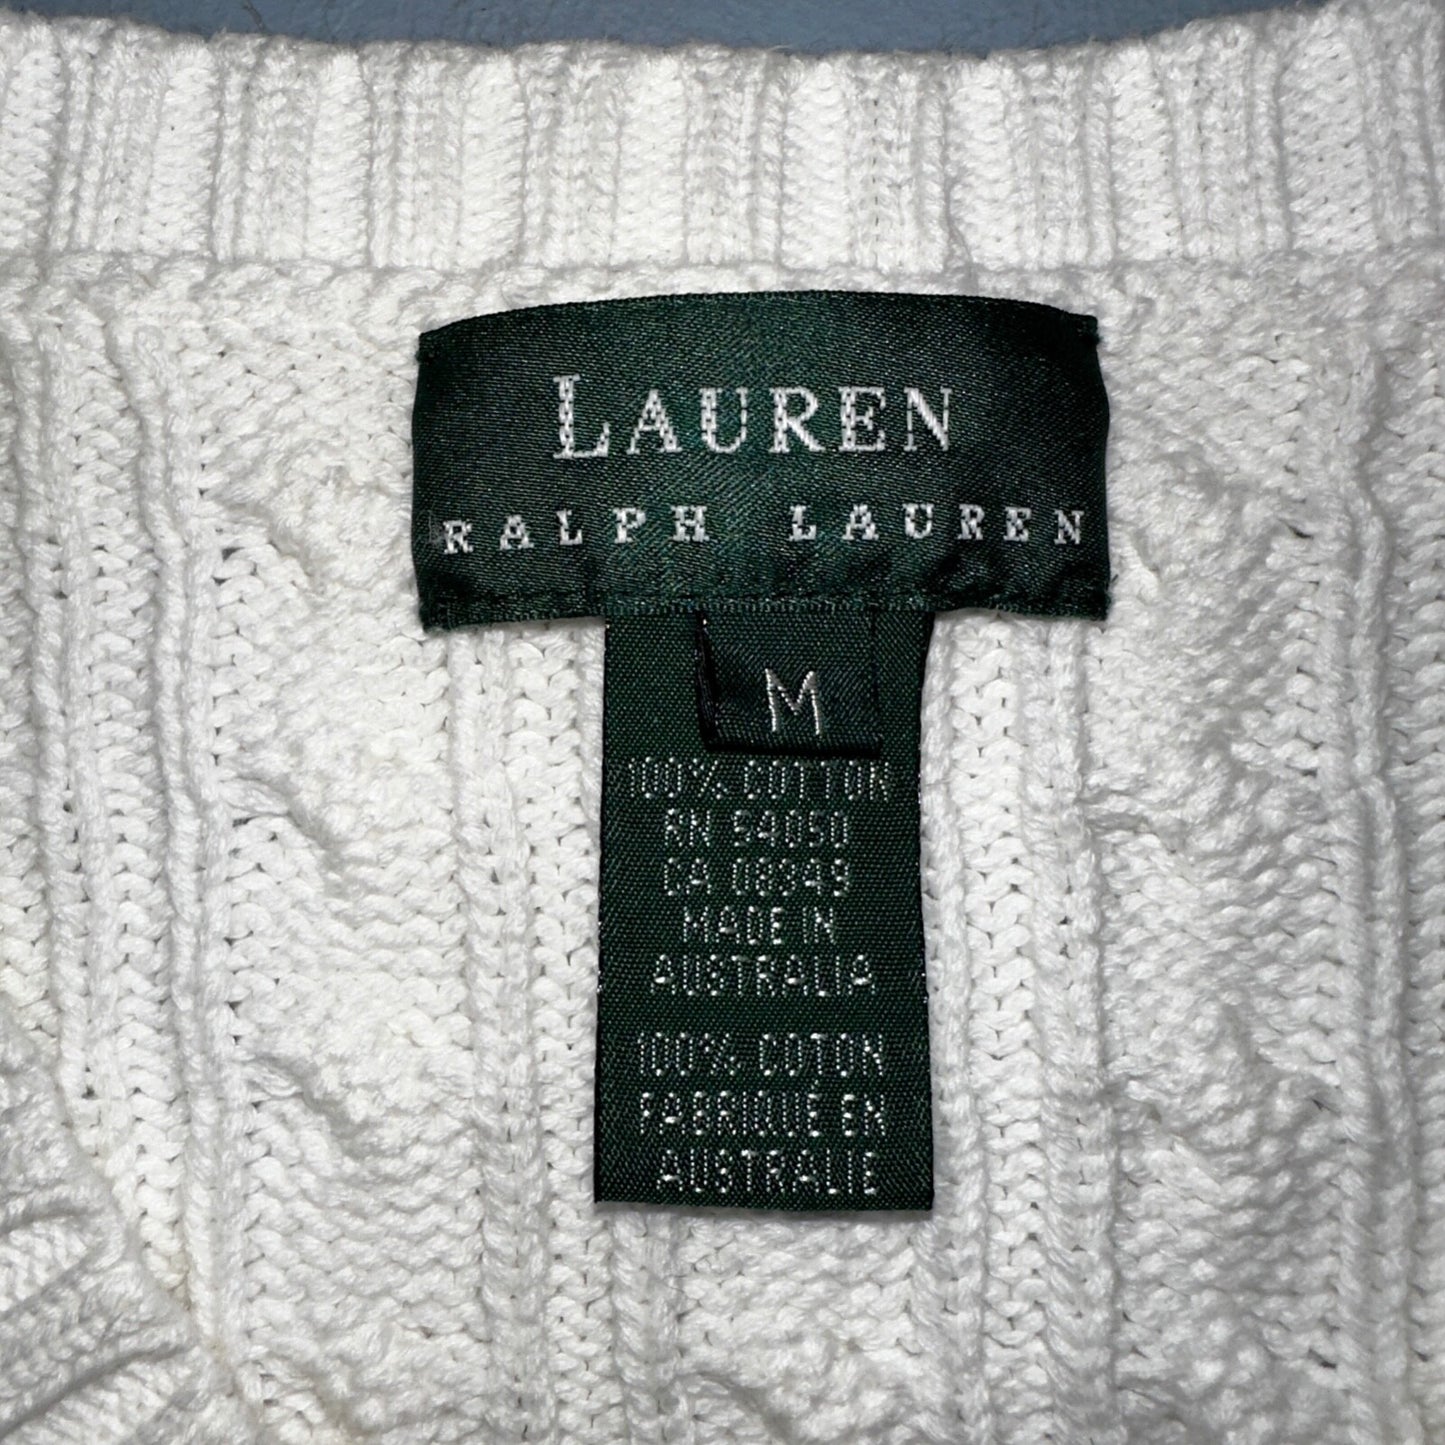 LAUREN
RALPH LAUREN
M
100% COTTON
RN 54050
CA 08349
MADE IN
AUSTRALIA
100% COTON
FABRIQUÉ EN
AUSTRALIE